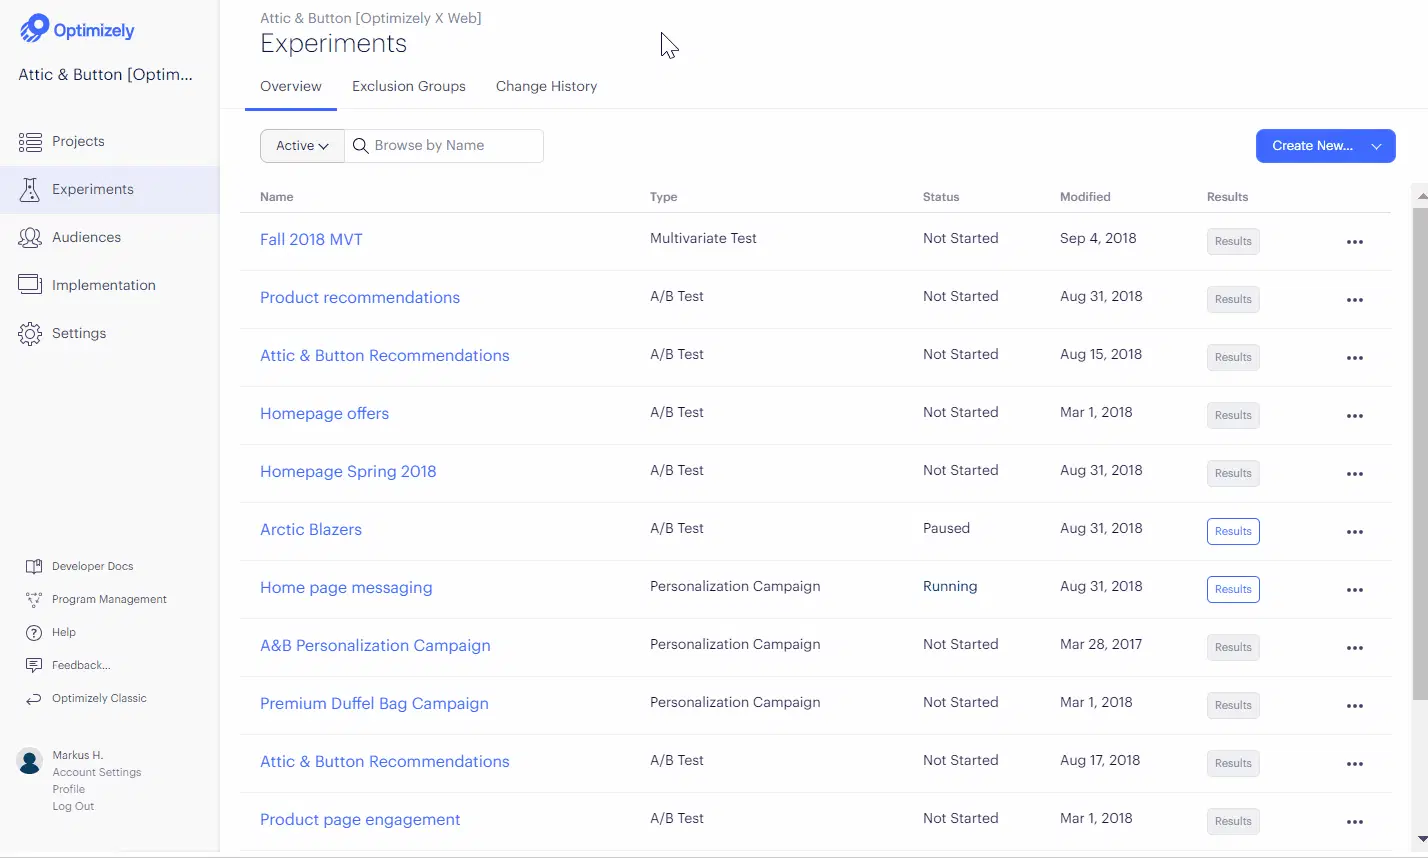 Optimizely
Attic & Button [Optim...
Projects
Experiments
Audiences
Implementation
Settings
Developer Docs
Program Management
Help
Feedback...
Optimizely Classic
Markus H.
Account Settings
Profile
Log Out
Attic & Button [Optimizely X Web]
Experiments
Overview Exclusion Groups Change History
Active Browse by Name Create New...
Name Type Status Modified Results
Fall 2018 MVT Multivariate Test Not Started Sep 4, 2018 Results
Product recommendations A/B Test Not Started Aug 31, 2018 Results
Attic & Button Recommendations A/B Test Not Started Aug 15, 2018 Results
Homepage offers A/B Test Not Started Mar 1, 2018 Results
Homepage Spring 2018 A/B Test Not Started Aug 31, 2018 Results
Arctic Blazers A/B Test Paused Aug 31, 2018 Results
Home page messaging Personalization Campaign Running Aug 31, 2018 Results
A&B Personalization Campaign Personalization Campaign Not Started Mar 28, 2017 Results
Premium Duffel Bag Campaign Personalization Campaign Not Started Mar 1, 2018 Results
Attic & Button Recommendations A/B Test Not Started Aug 17, 2018 Results
Product page engagement A/B Test Not Started Mar 1, 2018 Results